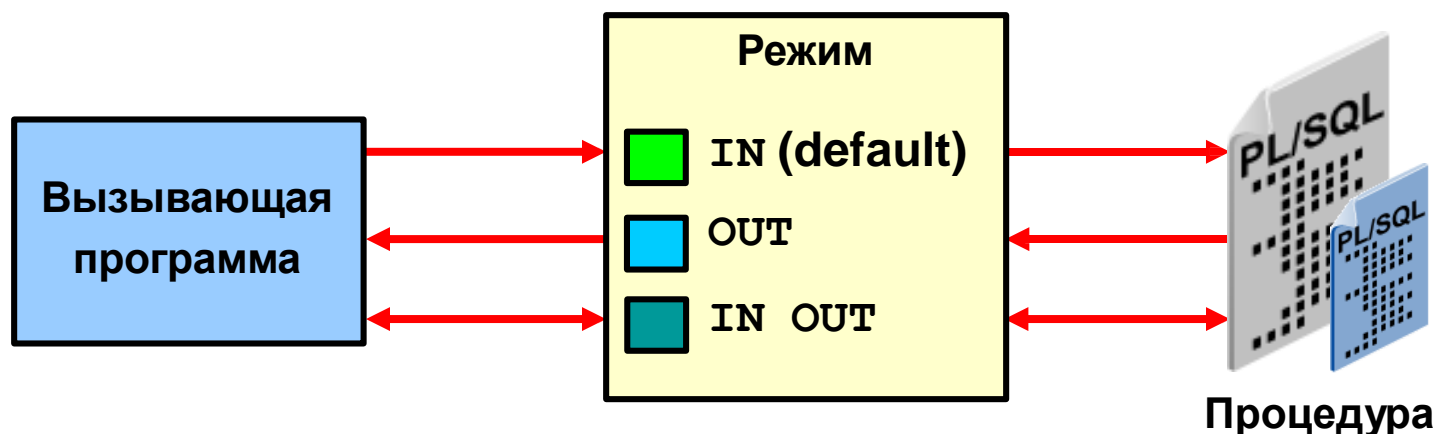 Режим
Вызывающая
программа
IN (default)
OUT
IN OUT
PL/SQL
PL/SQL
Процедура